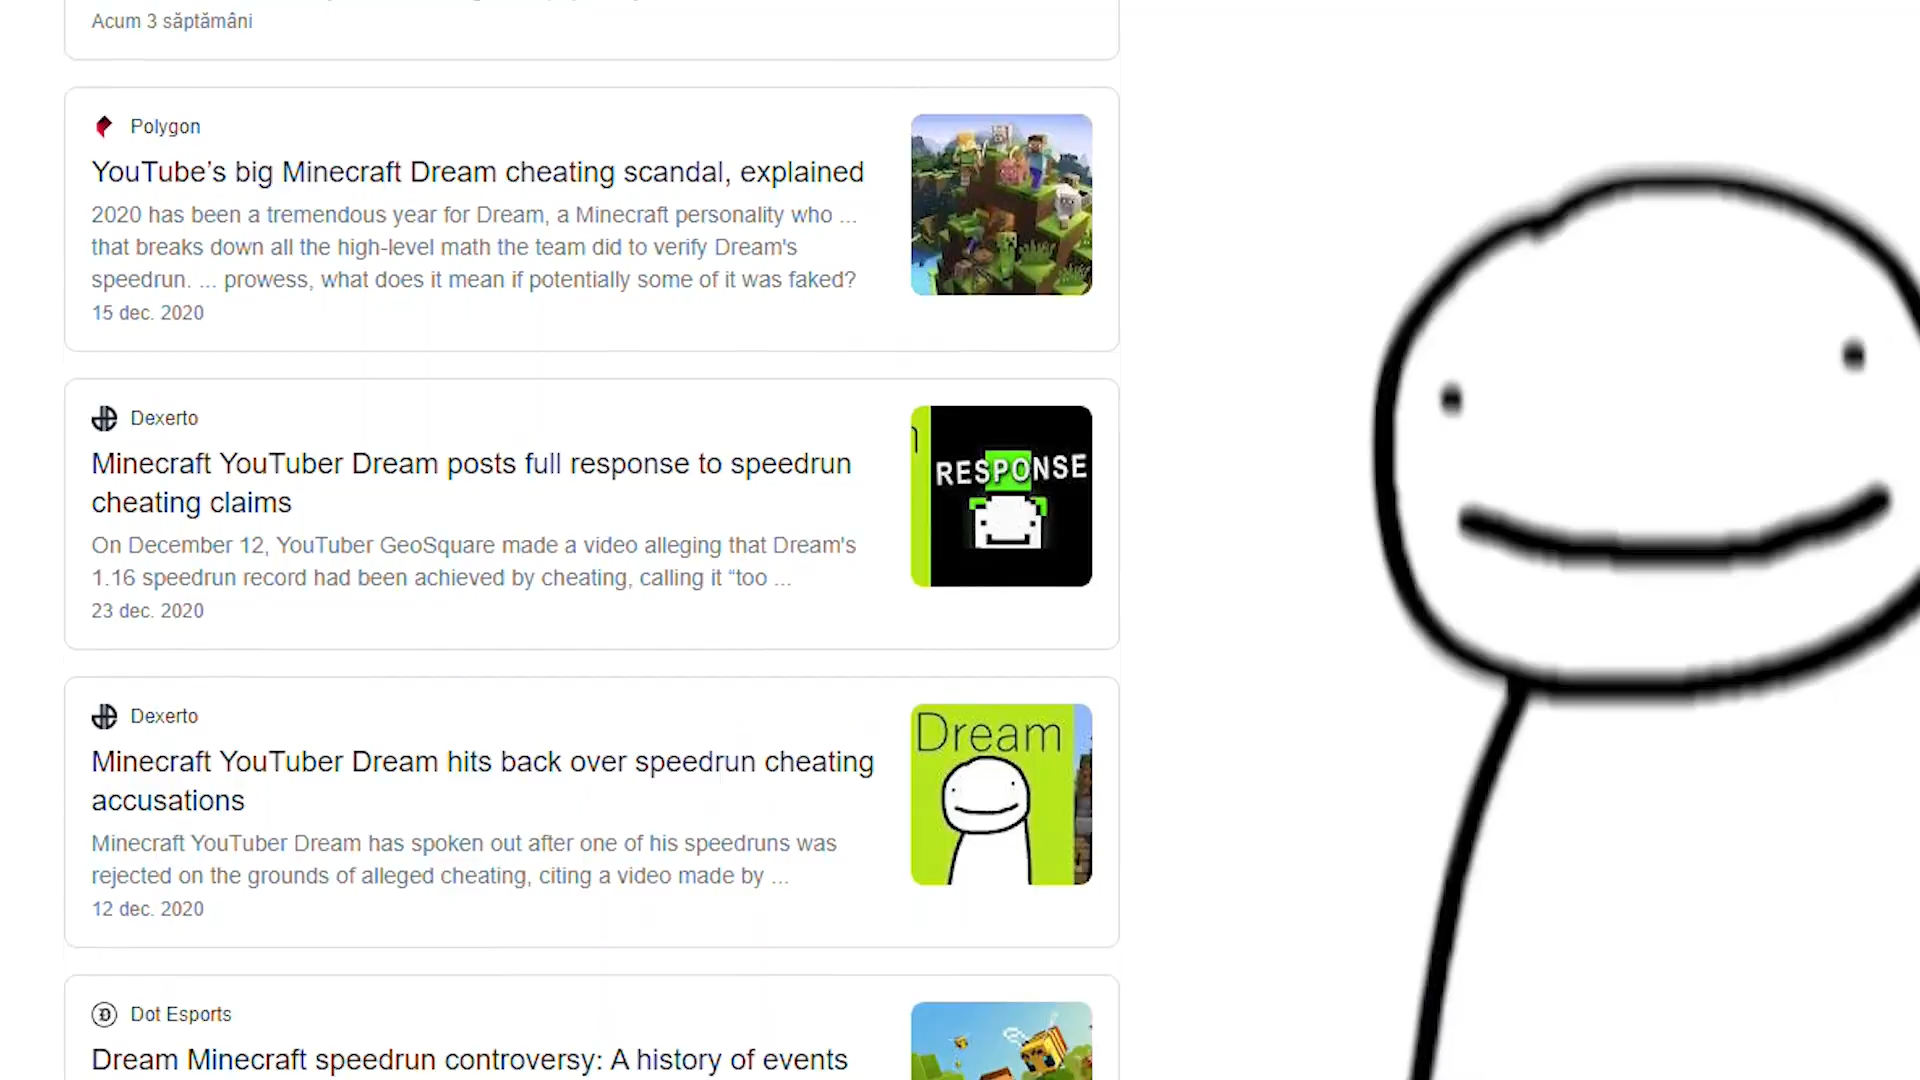 Acum 3 săptămâni
Polygon
YouTube’s big Minecraft Dream cheating scandal, explained
2020 has been a tremendous year for Dream, a Minecraft personality who ...
that breaks down all the high-level math the team did to verify Dream's
speedrun. ... prowess, what does it mean if potentially some of it was faked?
15 dec. 2020
Dexerto
Minecraft YouTuber Dream posts full response to speedrun
cheating claims
On December 12, YouTuber GeoSquare made a video alleging that Dream's
1.16 speedrun record had been achieved by cheating, calling it “too ...
23 dec. 2020
RESPONSE
Dexerto
Minecraft YouTuber Dream hits back over speedrun cheating
accusations
Minecraft YouTuber Dream has spoken out after one of his speedruns was
rejected on the grounds of alleged cheating, citing a video made by ...
12 dec. 2020
Dream
Dot Esports
Dream Minecraft speedrun controversy: A history of events